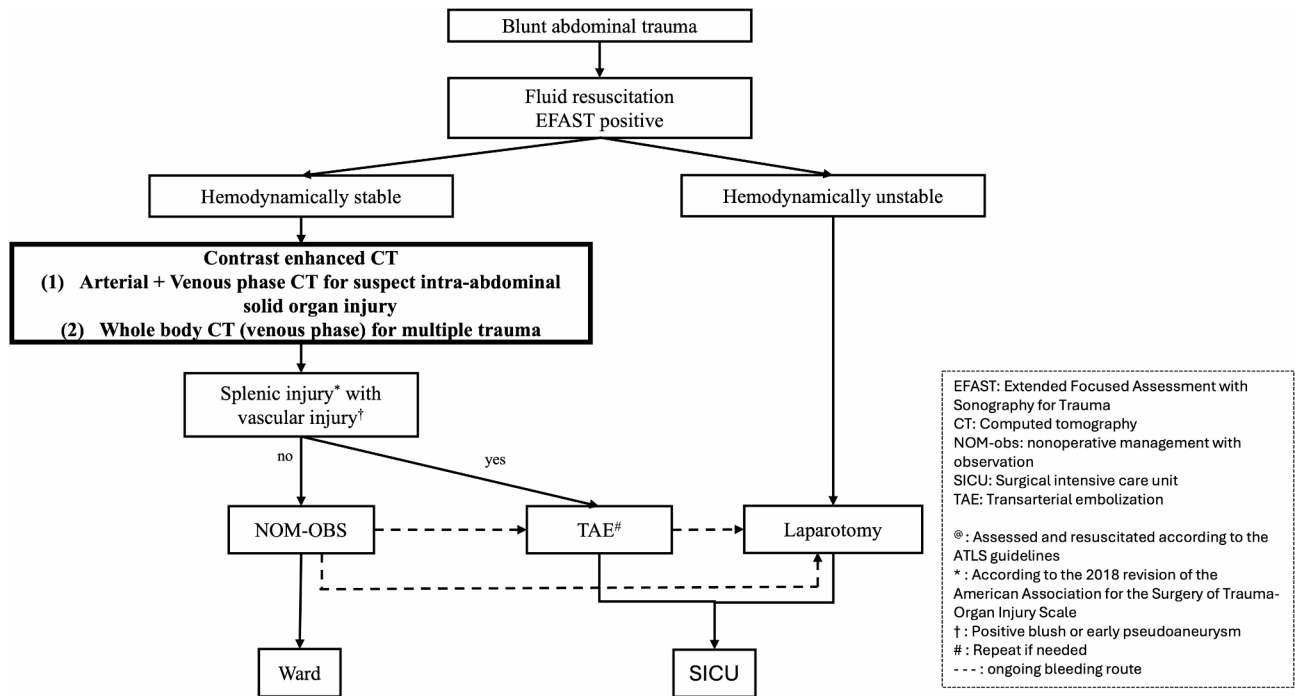 Blunt abdominal trauma
Fluid resuscitation
EFAST positive
Hemodynamically stable
Hemodynamically unstable
Contrast enhanced CT
(1) Arterial + Venous phase CT for suspect intra-abdominal
solid organ injury
(2) Whole body CT (venous phase) for multiple trauma
Splenic injury* with
vascular injury†
no
yes
NOM-OBS
TAE#
Laparotomy
Ward
SICU
EFAST: Extended Focused Assessment with
Sonography for Trauma
CT: Computed tomography
NOM-obs: nonoperative management with
observation
SICU: Surgical intensive care unit
TAE: Transarterial embolization
@ : Assessed and resuscitated according to the
ATLS guidelines
* : According to the 2018 revision of the
American Association for the Surgery of Trauma-
Organ Injury Scale
† : Positive blush or early pseudoaneurysm
# : Repeat if needed
- - - : ongoing bleeding route